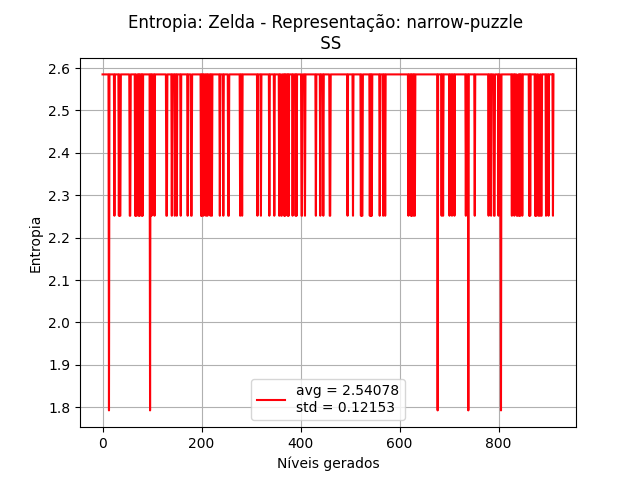 Entropia: Zelda - Representação: narrow-puzzle
SS
2.6
2.5
2.4
2.3
2.2
2.1
2.0
1.9
1.8
Entropia
avg = 2.54078
std = 0.12153
0
200
400
600
800
Níveis gerados